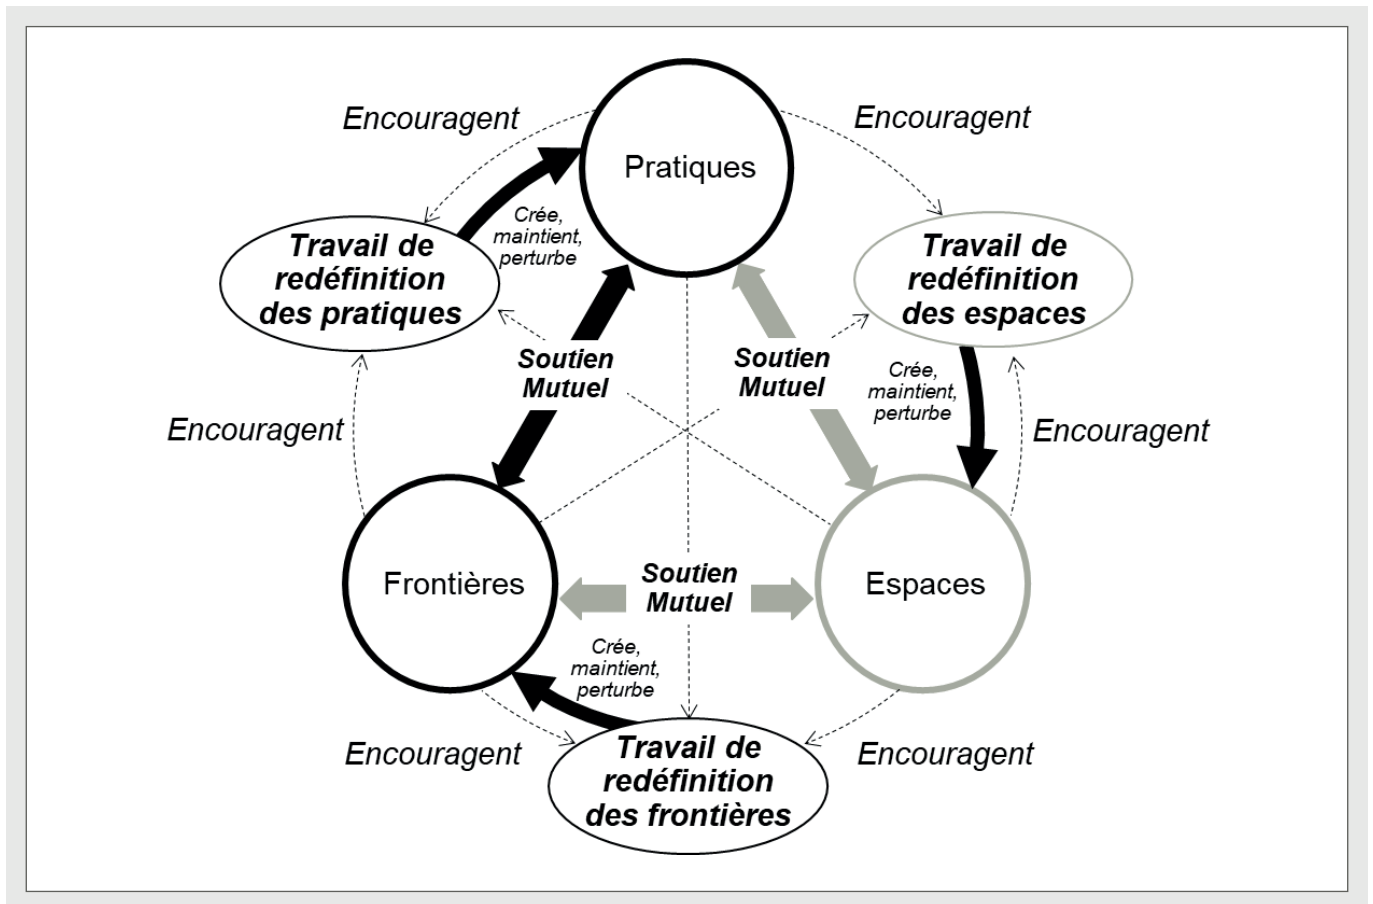 Encouragent
Encouragent
Pratiques
Crée,
maintient,
perturbe
Travail de
redéfinition
des pratiques
Travail de
redéfinition
des espaces
Soutien
Mutuel
Soutien
Mutuel
Crée,
maintient,
perturbe
Encouragent
Encouragent
Frontières
Soutien
Mutuel
Espaces
Crée,
maintient,
perturbe
Encouragent
Travail de
redéfinition
des frontières
Encouragent